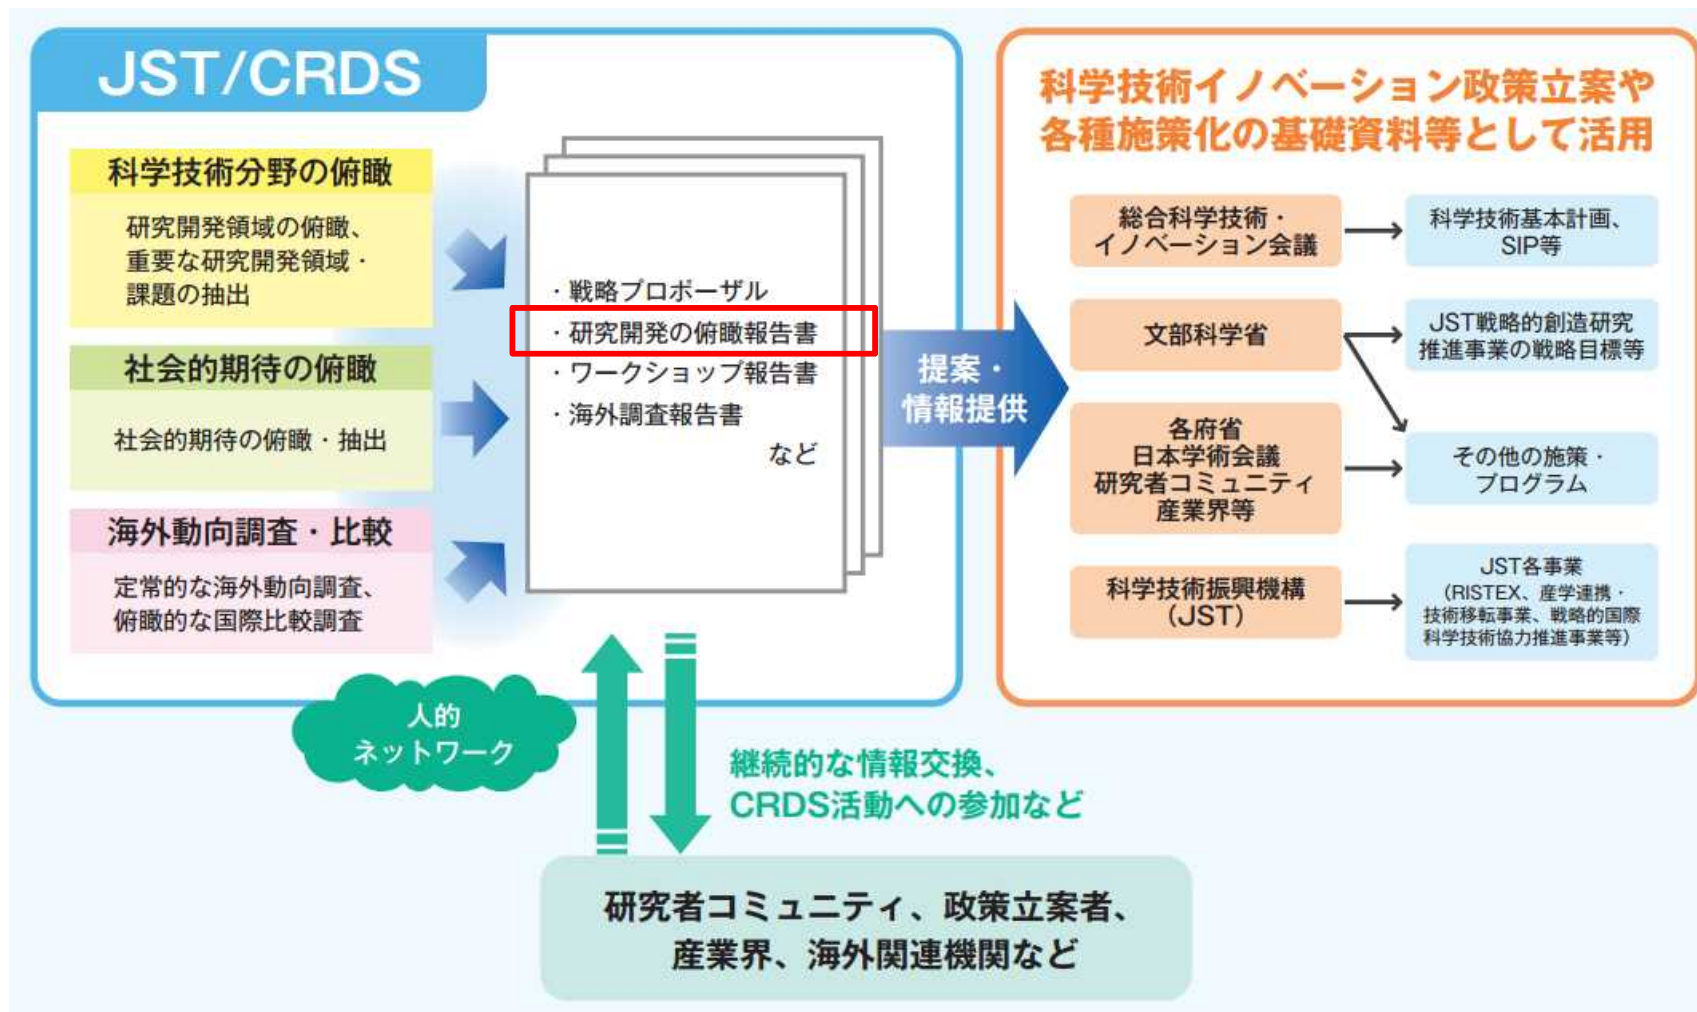 JST/CRDS
科学技術分野の俯瞰
研究開発領域の俯瞰、
重要な研究開発領域・
課題の抽出
社会的期待の俯瞰
社会的期待の俯瞰・抽出
海外動向調査・比較
定常的な海外動向調査、
俯瞰的な国際比較調査
・戦略プロポーザル
・研究開発の俯瞰報告書
・ワークショップ報告書
・海外調査報告書
など
提案・
情報提供
科学技術イノベーション政策立案や
各種施策化の基礎資料等として活用
総合科学技術・
イノベーション会議
科学技術基本計画、
SIP等
文部科学省
JST戦略的創造研究
推進事業の戦略目標等
各府省
日本学術会議
研究者コミュニティ
産業界等
その他の施策・
プログラム
科学技術振興機構
(JST)
JST各事業
(RISTEX、産学連携・
技術移転事業、戦略的国際
科学技術協力推進事業等)
人的
ネットワーク
継続的な情報交換、
CRDS活動への参加など
研究者コミュニティ、政策立案者、
産業界、海外関連機関など